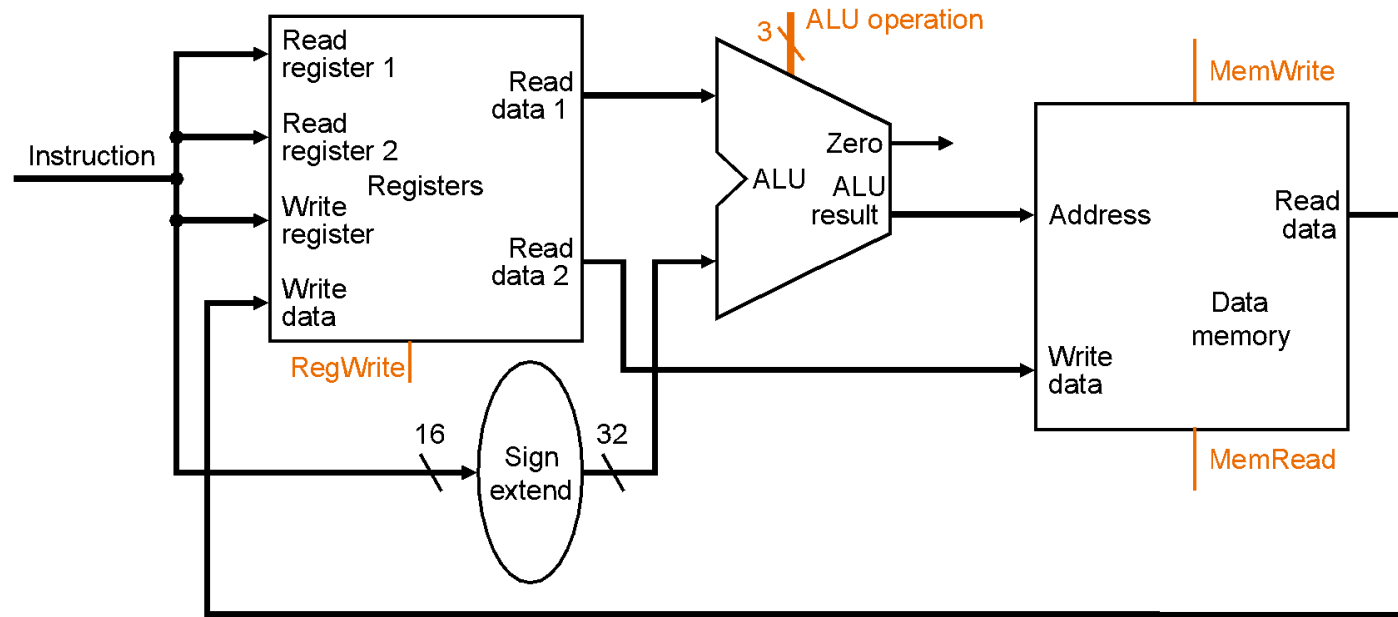 Instruction
Read
register 1
Read
register 2
Registers
Write
register
Write
data
Read
data 1
Read
data 2
RegWrite
16
Sign
extend
32
3
ALU operation
ALU
Zero
ALU
result
MemWrite
Address
Read
data
Data
memory
Write
data
MemRead